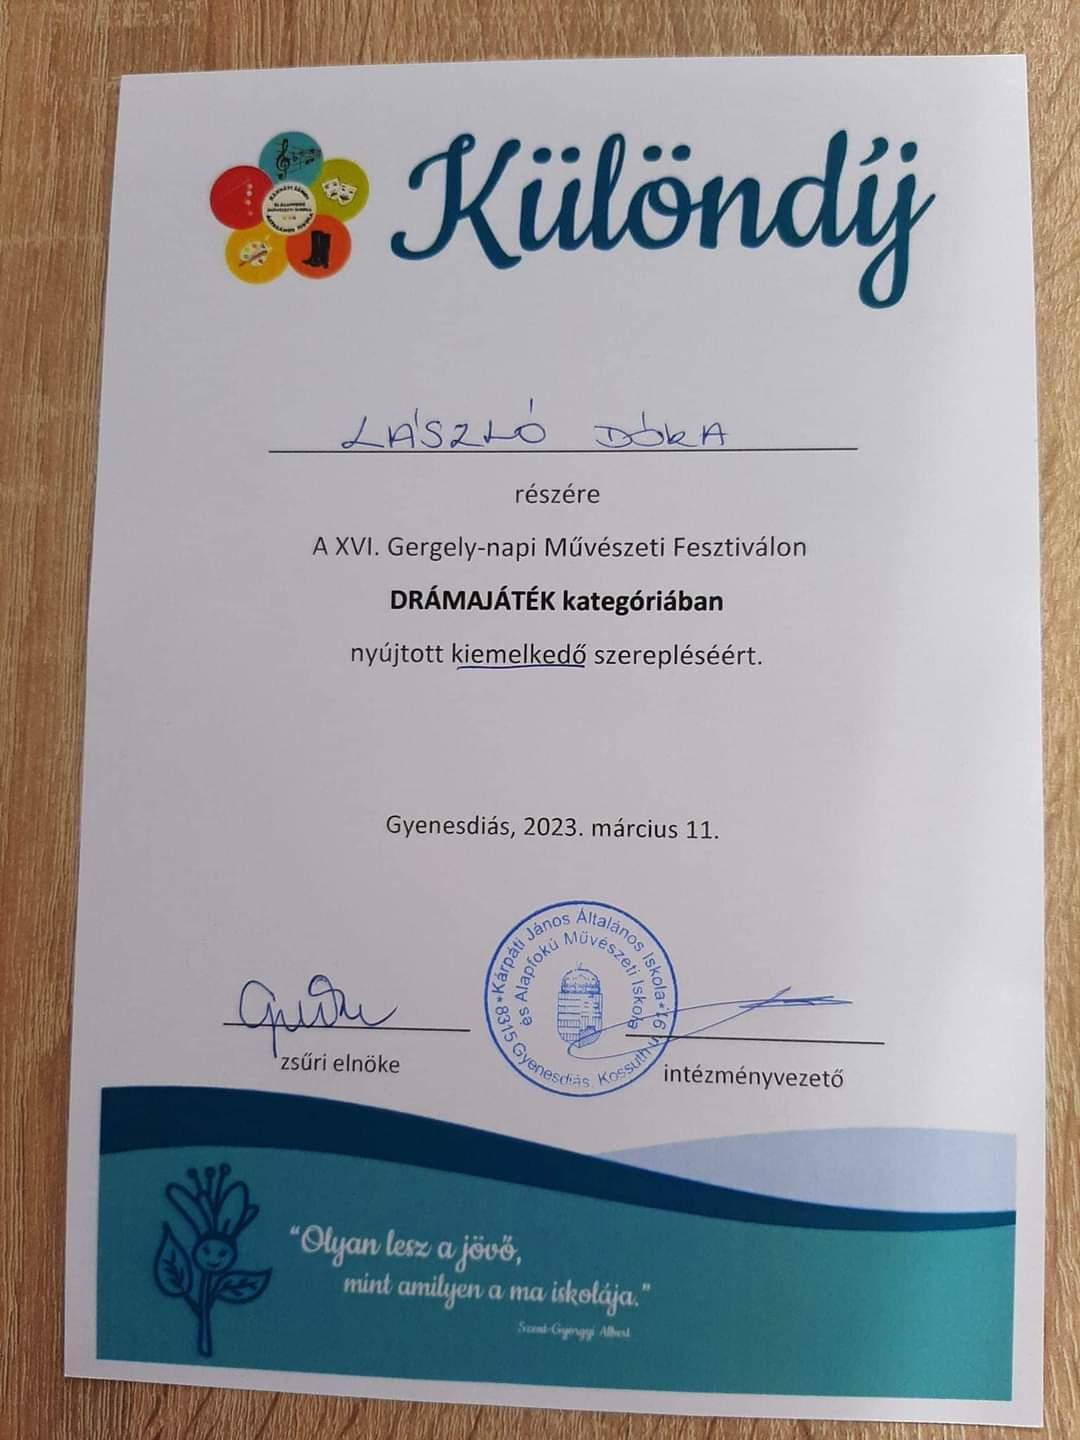 Különdíj
LÁSZLÓ DÓRA
részére
A XVI. Gergely-napi Művészeti Fesztiválon
DRÁMAJÁTÉK kategóriában
nyújtott kiemelkedő szerepléséért.
Gyenesdiás, 2023. március 11.
*Kárpáti János Általános Iskola*
és Alapfokú Művészeti Iskola
8315 Gyenesdiás, Kossuth u. 91
zsűri elnöke
intézményvezető
"Olyan lesz a jövő,
mint amilyen a ma iskolája."
Szent-Györgyi Albert